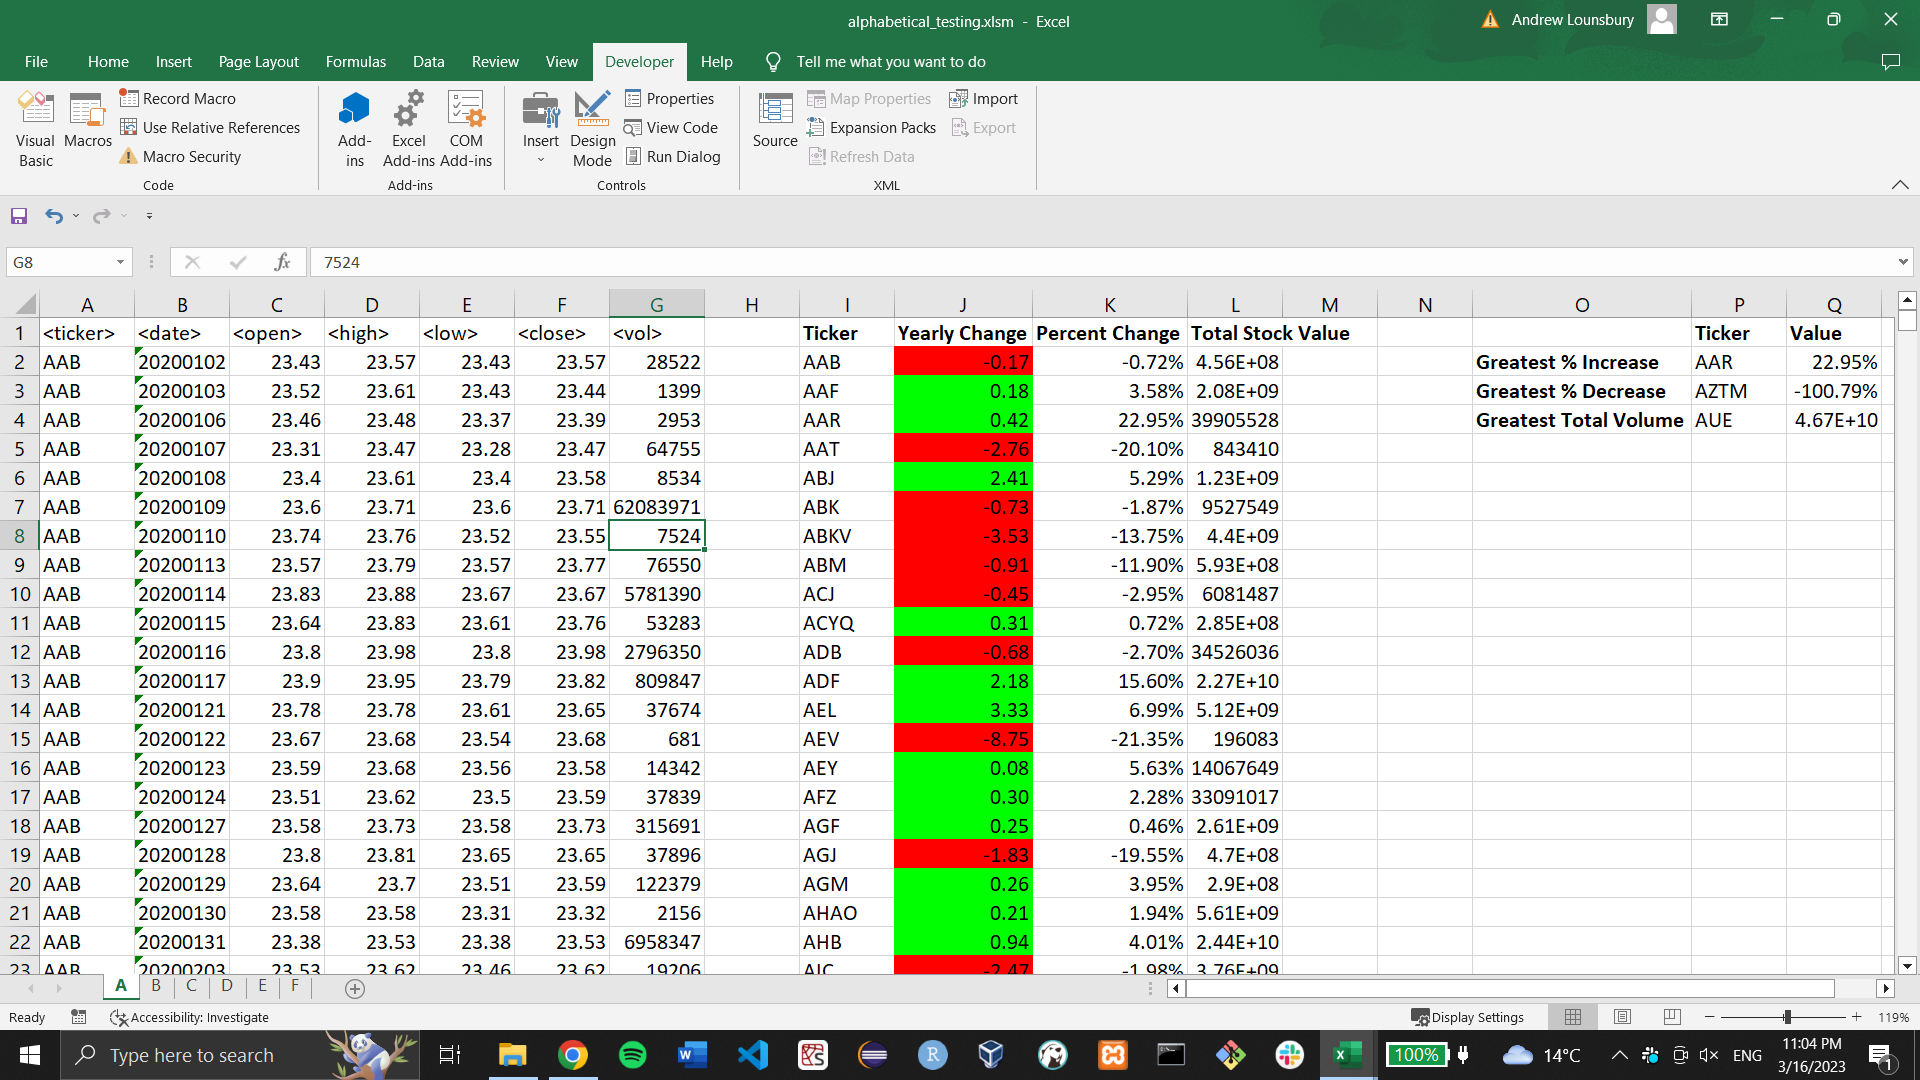 alphabetical_testing.xlsm - Excel
Andrew Lounsbury
File Home Insert Page Layout Formulas Data Review View Developer Help Tell me what you want to do
Visual Basic
Macros
Record Macro
Use Relative References
Macro Security
Code
Add-ins
Excel Add-ins
COM Add-ins
Add-ins
Insert
Design Mode
Properties
View Code
Run Dialog
Controls
Source
Map Properties
Expansion Packs
Refresh Data
Import
Export
XML
G8
fx
7524
A B C D E F G H I J K L M N O P Q
1 <ticker> <date> <open> <high> <low> <close> <vol> Ticker Yearly Change Percent Change Total Stock Value Ticker Value
2 AAB 20200102 23.43 23.57 23.43 23.57 28522 AAB -0.17 -0.72% 4.56E+08 Greatest % Increase AAR 22.95%
3 AAB 20200103 23.52 23.61 23.43 23.44 1399 AAF 0.18 3.58% 2.08E+09 Greatest % Decrease AZTM -100.79%
4 AAB 20200106 23.46 23.48 23.37 23.39 2953 AAR 0.42 22.95% 39905528 Greatest Total Volume AUE 4.67E+10
5 AAB 20200107 23.31 23.47 23.28 23.47 64755 AAT -2.76 -20.10% 843410
6 AAB 20200108 23.4 23.61 23.4 23.58 8534 ABJ 2.41 5.29% 1.23E+09
7 AAB 20200109 23.6 23.71 23.6 23.71 62083971 ABK -0.73 -1.87% 9527549
8 AAB 20200110 23.74 23.76 23.52 23.55 7524 ABKV -3.53 -13.75% 4.4E+09
9 AAB 20200113 23.57 23.79 23.57 23.77 76550 ABM -0.91 -11.90% 5.93E+08
10 AAB 20200114 23.83 23.88 23.67 23.67 5781390 ACJ -0.45 -2.95% 6081487
11 AAB 20200115 23.64 23.83 23.61 23.76 53283 ACYQ 0.31 0.72% 2.85E+08
12 AAB 20200116 23.8 23.98 23.8 23.98 2796350 ADB -0.68 -2.70% 34526036
13 AAB 20200117 23.9 23.95 23.79 23.82 809847 ADF 2.18 15.60% 2.27E+10
14 AAB 20200121 23.78 23.78 23.61 23.65 37674 AEL 3.33 6.99% 5.12E+09
15 AAB 20200122 23.67 23.68 23.54 23.68 681 AEV -8.75 -21.35% 196083
16 AAB 20200123 23.59 23.68 23.56 23.58 14342 AEY 0.08 5.63% 14067649
17 AAB 20200124 23.51 23.62 23.5 23.59 37839 AFZ 0.30 2.28% 33091017
18 AAB 20200127 23.58 23.73 23.58 23.73 315691 AGF 0.25 0.46% 2.61E+09
19 AAB 20200128 23.8 23.81 23.65 23.65 37896 AGJ -1.83 -19.55% 4.7E+08
20 AAB 20200129 23.64 23.7 23.51 23.59 122379 AGM 0.26 3.95% 2.9E+08
21 AAB 20200130 23.58 23.58 23.31 23.32 2156 AHAO 0.21 1.94% 5.61E+09
22 AAB 20200131 23.38 23.53 23.38 23.53 6958347 AHB 0.94 4.01% 2.44E+10
23 AAB 20200203 23.53 23.62 23.46 23.62 19206 AIC -2.47 -1.98% 3.76E+09
A B C D E F
Ready Accessibility: Investigate Display Settings 119%
Type here to search 100% 14°C ENG 11:04 PM
3/16/2023 1